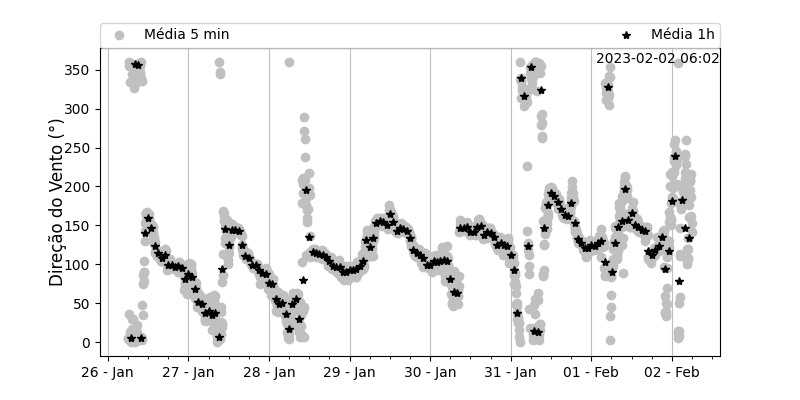 Média 5 min
Média 1h
2023-02-02 06:02
Direção do Vento (°)
350
300
250
200
150
100
50
0
26 - Jan
27 - Jan
28 - Jan
29 - Jan
30 - Jan
31 - Jan
01 - Feb
02 - Feb